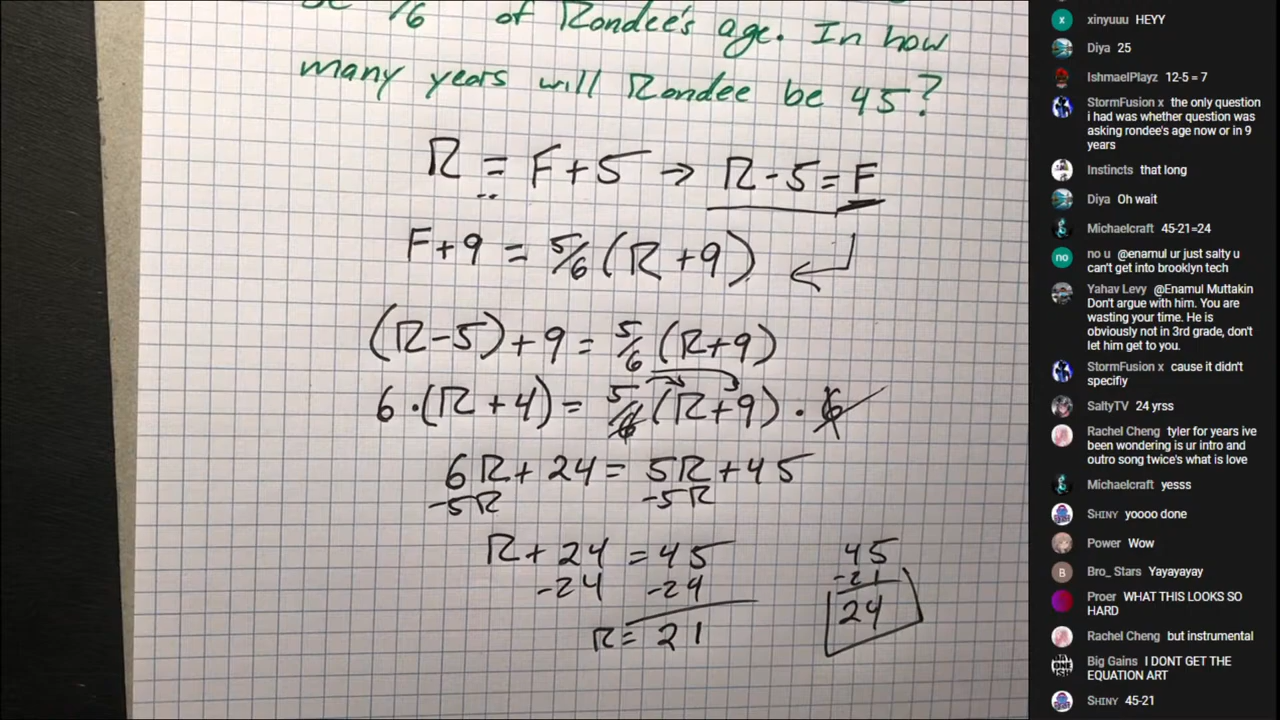 of Rondee's age. In how
many years will Rondee be 45?
R = F+5 → R-5=F
F+9 = 5/6 (R+9)
(R-5)+9 = 5/6 (R+9)
6·(R+4) = 5/6 (R+9)·6
6R+24 = 5R+45
-5R -5R
R+24 = 45
-24 -24
R= 21
45
-21
24
xinyuuu HEYY
Diya 25
IshmaelPlayz 12-5 = 7
StormFusion x the only question
i had was whether question was
asking rondee's age now or in 9
years
Instincts that long
Diya Oh wait
Michaelcraft 45-21=24
no no u @enamul ur just salty u
can't get into brooklyn tech
Yahav Levy @Enamul Muttakin
Don't argue with him. You are
wasting your time. He is
obviously not in 3rd grade, don't
let him get to you.
StormFusion x cause it didn't
specifiy
SaltyTV 24 yrss
Rachel Cheng tyler for years ive
been wondering is ur intro and
outro song twice's what is love
Michaelcraft yesss
SHINY yoooo done
Power Wow
B Bro_ Stars Yayayayay
Proer WHAT THIS LOOKS SO
HARD
Rachel Cheng but instrumental
Big Gains I DONT GET THE
EQUATION ART
SHINY 45-21